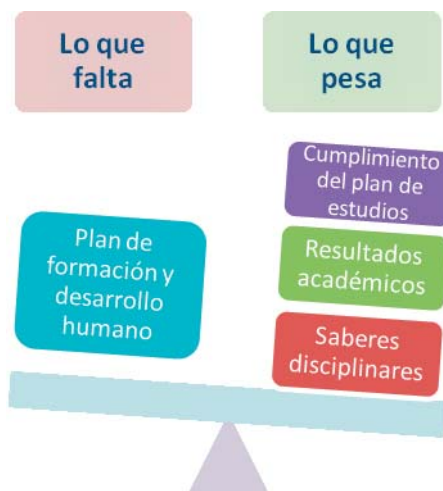 Lo que
falta
Lo que
pesa
Plan de
formación y
desarrollo
humano
Cumplimiento
del plan de
estudios
Resultados
académicos
Saberes
disciplinares